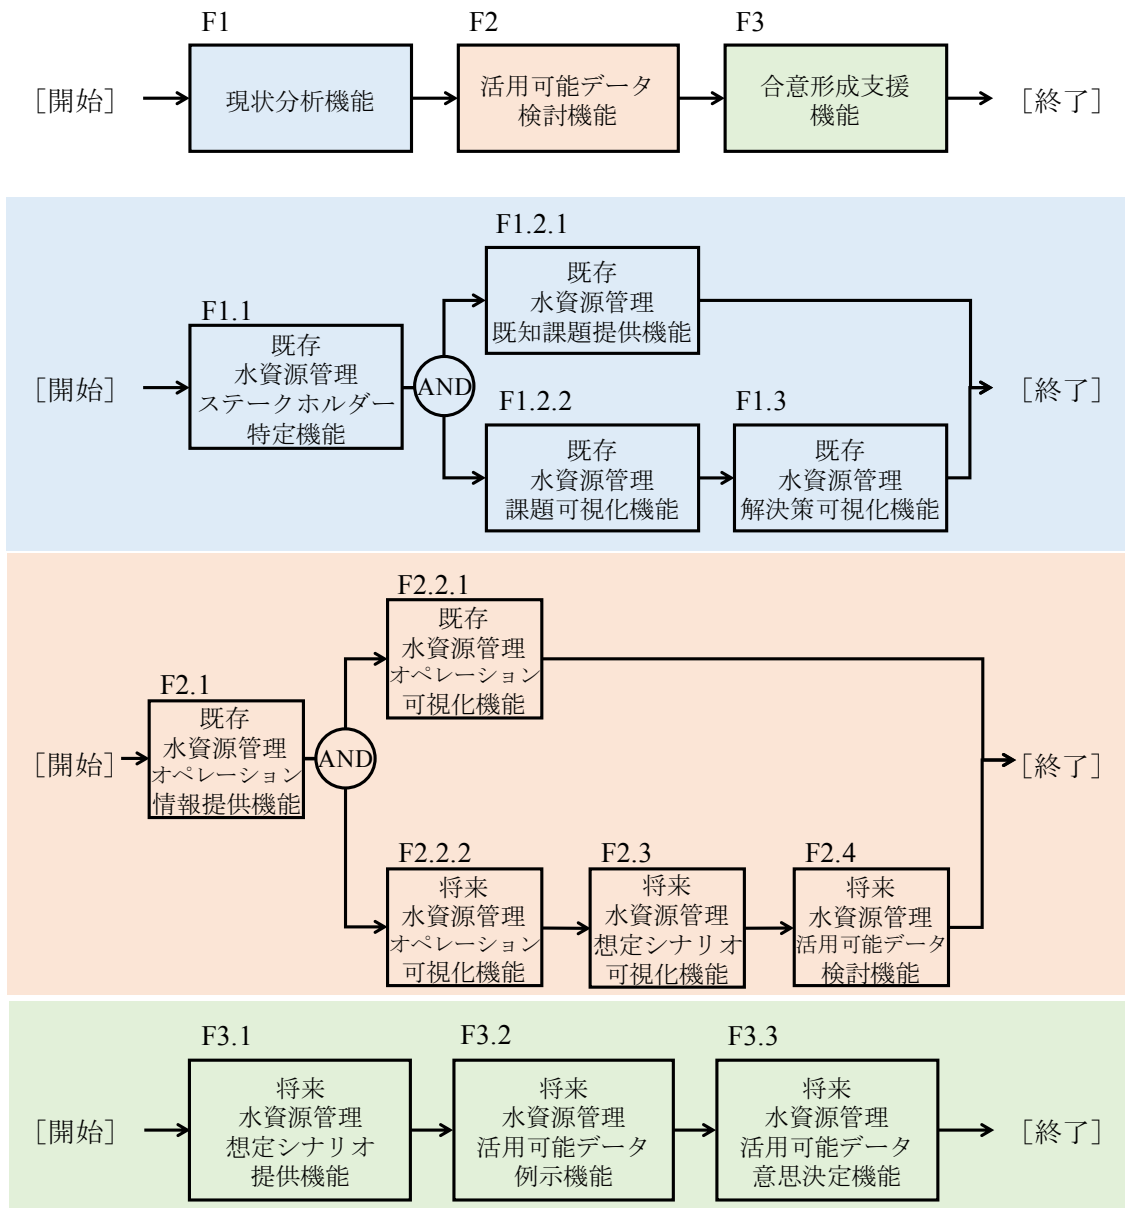 F1
F2
F3
［開始］
現状分析機能
活用可能データ
検討機能
合意形成支援
機能
［終了］
F1.2.1
既存
水資源管理
既知課題提供機能
F1.1
既存
水資源管理
ステークホルダー
特定機能
［開始］
AND
［終了］
F1.2.2
既存
水資源管理
課題可視化機能
F1.3
既存
水資源管理
解決策可視化機能
F2.2.1
既存
水資源管理
オペレーション
可視化機能
F2.1
既存
水資源管理
オペレーション
情報提供機能
［開始］
AND
［終了］
F2.2.2
将来
水資源管理
オペレーション
可視化機能
F2.3
将来
水資源管理
想定シナリオ
可視化機能
F2.4
将来
水資源管理
活用可能データ
検討機能
F3.1
F3.2
F3.3
［開始］
将来
水資源管理
想定シナリオ
提供機能
将来
水資源管理
活用可能データ
例示機能
将来
水資源管理
活用可能データ
意思決定機能
［終了］